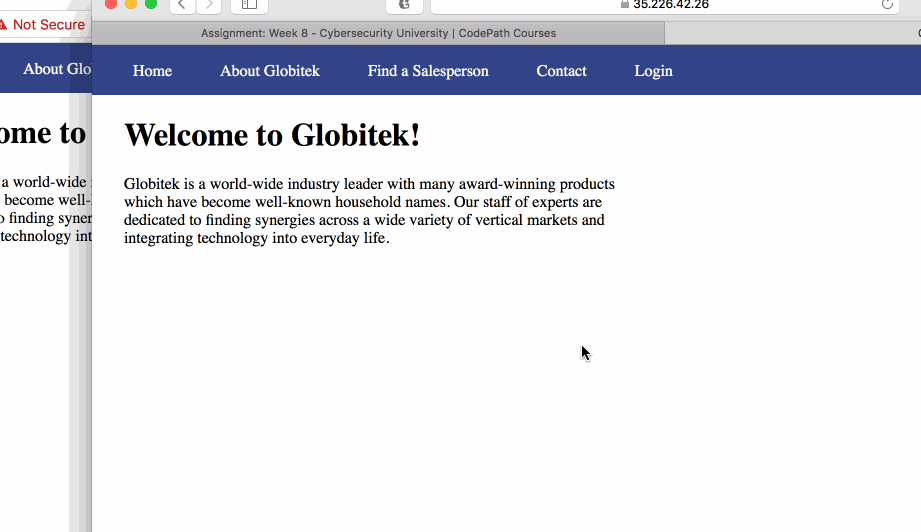 35.226.42.26
Not Secure
Assignment: Week 8 - Cybersecurity University | CodePath Courses
About Glo
Home About Globitek Find a Salesperson Contact Login
ome to
Welcome to Globitek!
a world-wide
become well-
o finding syner
technology int
Globitek is a world-wide industry leader with many award-winning products
which have become well-known household names. Our staff of experts are
dedicated to finding synergies across a wide variety of vertical markets and
integrating technology into everyday life.